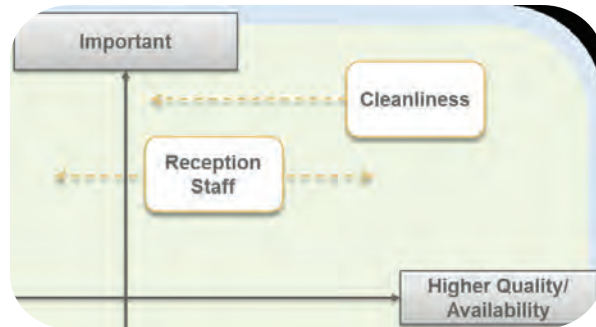 Important
Cleanliness
Reception
Staff
Higher Quality/
Availability